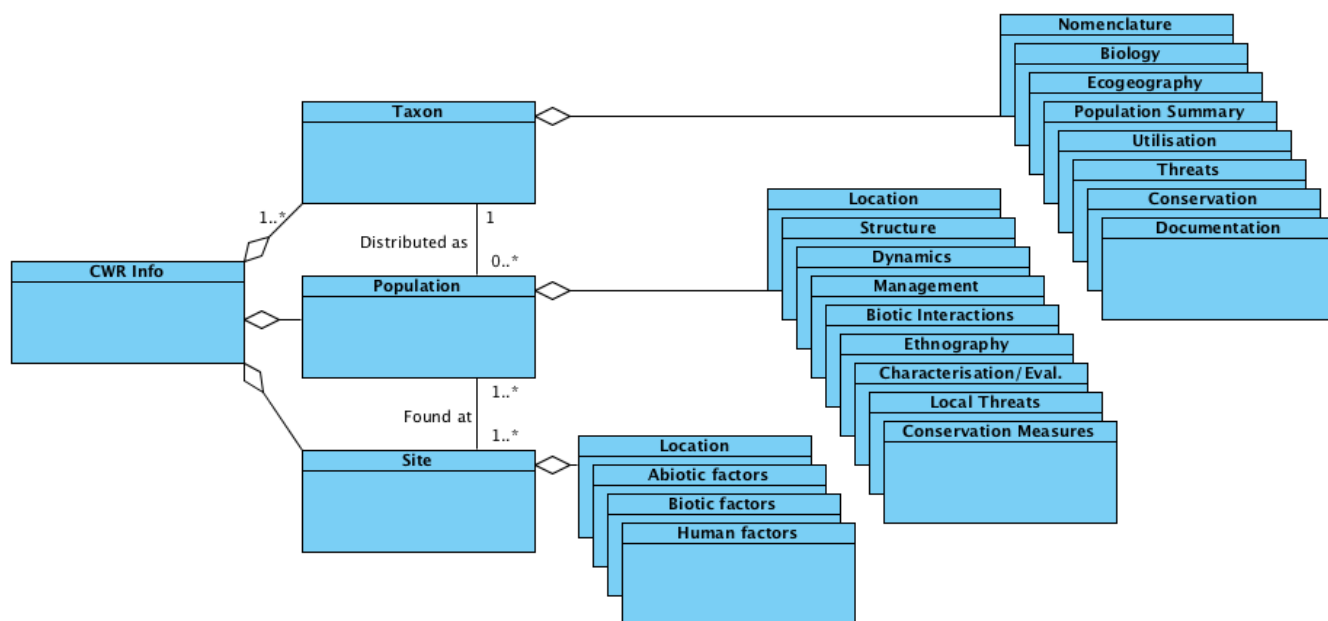 Nomenclature
Biology
Ecogeography
Population Summary
Utilisation
Threats
Conservation
Documentation
Taxon
1..*
1
Distributed as
0..*
CWR Info
Population
Location
Structure
Dynamics
Management
Biotic Interactions
Ethnography
Characterisation/Eval.
Local Threats
Conservation Measures
1..*
Found at
1..*
Site
Location
Abiotic factors
Biotic factors
Human factors